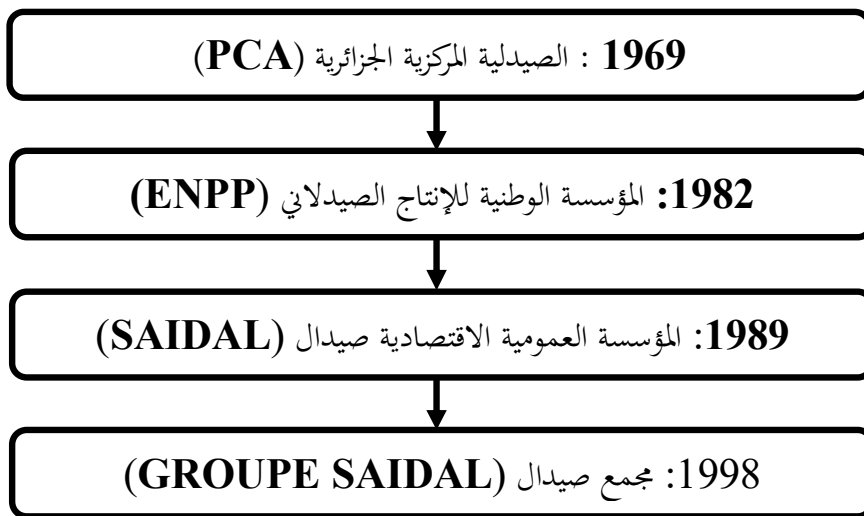 1969 : الصيدلية المركزية الجزائرية (PCA)
1982: المؤسسة الوطنية للإنتاج الصيدلاني (ENPP)
1989: المؤسسة العمومية الاقتصادية صيدال (SAIDAL)
1998: مجمع صيدال (GROUPE SAIDAL)